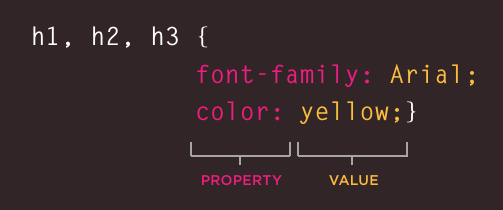 h1, h2, h3 {
font-family: Arial;
color: yellow;}
PROPERTY VALUE